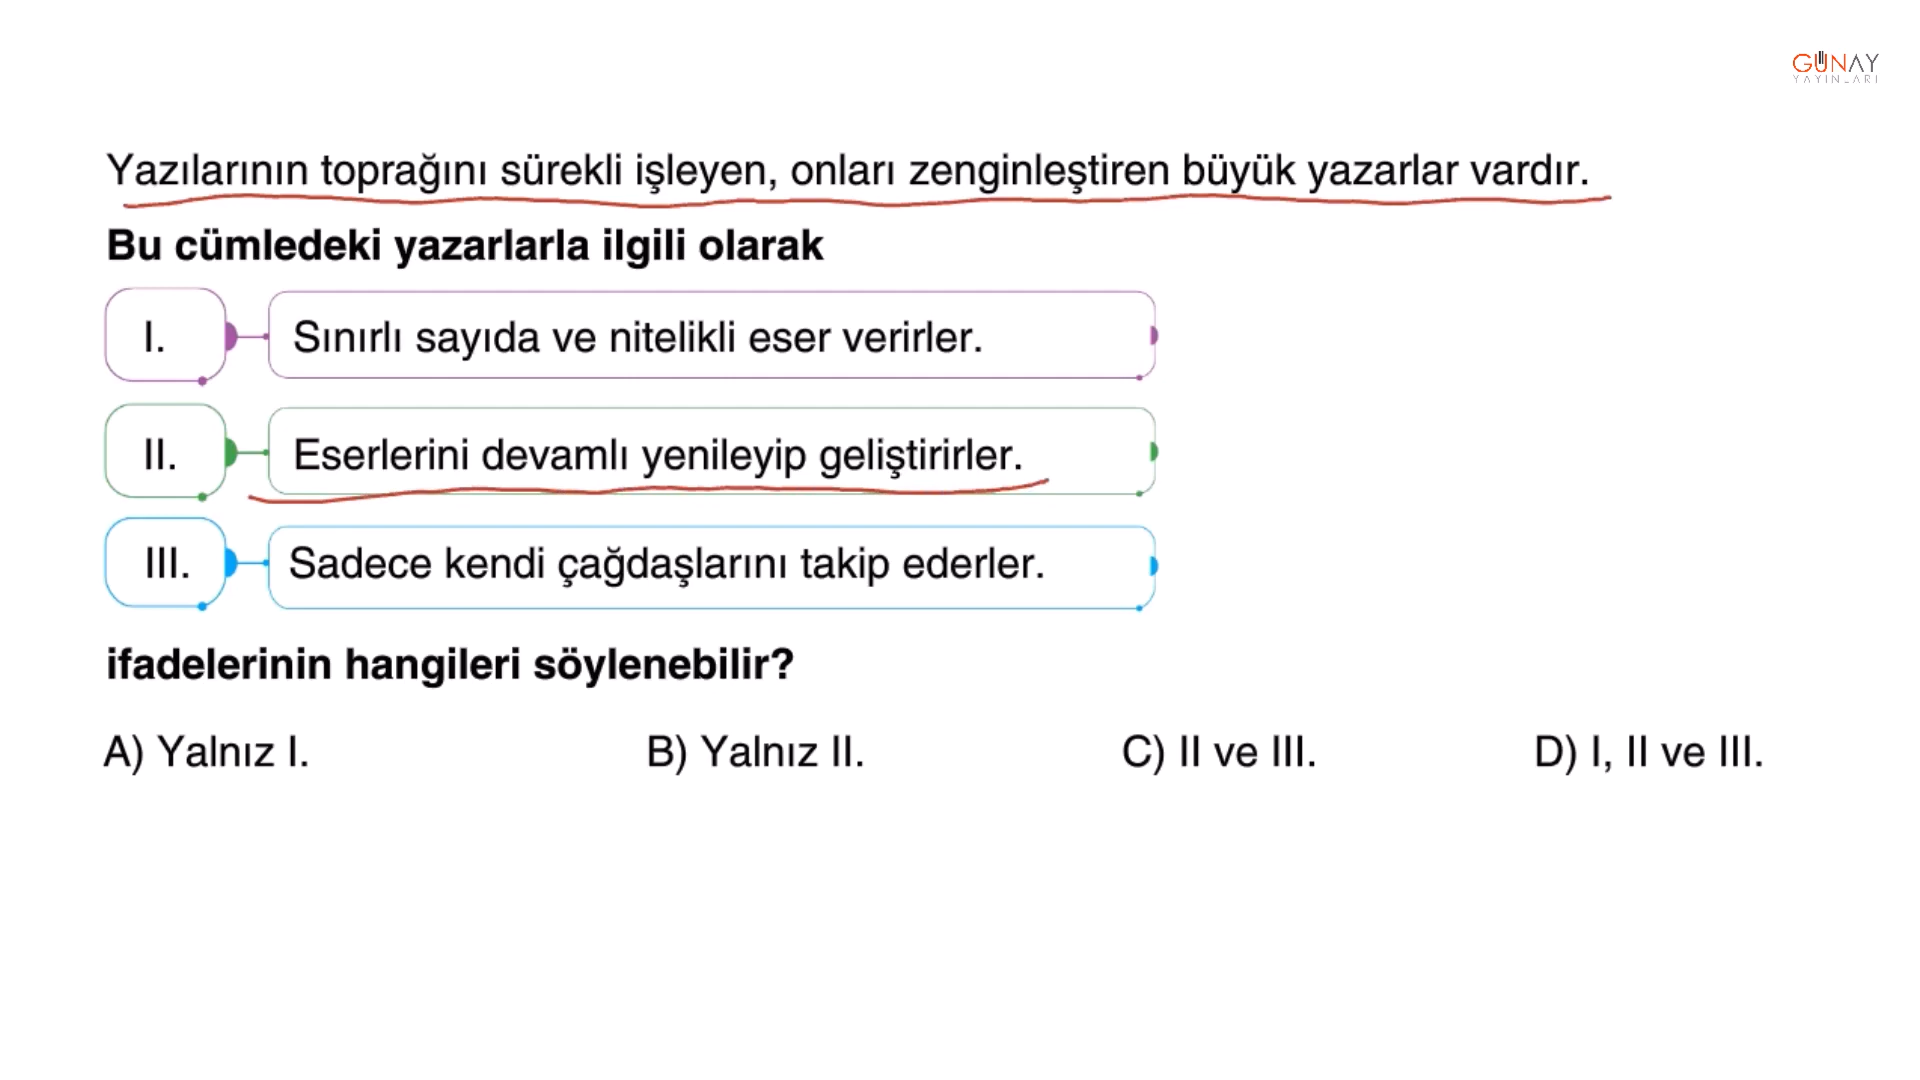 GÜNAY
YAYINLARI
Yazılarının toprağını sürekli işleyen, onları zenginleştiren büyük yazarlar vardır.
Bu cümledeki yazarlarla ilgili olarak
I. Sınırlı sayıda ve nitelikli eser verirler.
II. Eserlerini devamlı yenileyip geliştirirler.
III. Sadece kendi çağdaşlarını takip ederler.
ifadelerinin hangileri söylenebilir?
A) Yalnız I. B) Yalnız II. C) II ve III. D) I, II ve III.